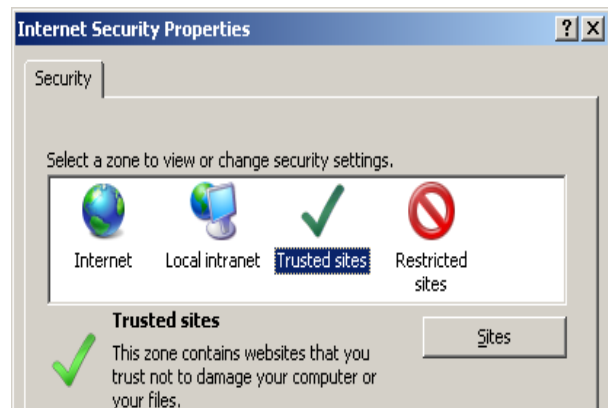 Internet Security Properties
Security
Select a zone to view or change security settings.
Internet
Local intranet
Trusted sites
Restricted
sites
Trusted sites
Sites
This zone contains websites that you
trust not to damage your computer or
your files.